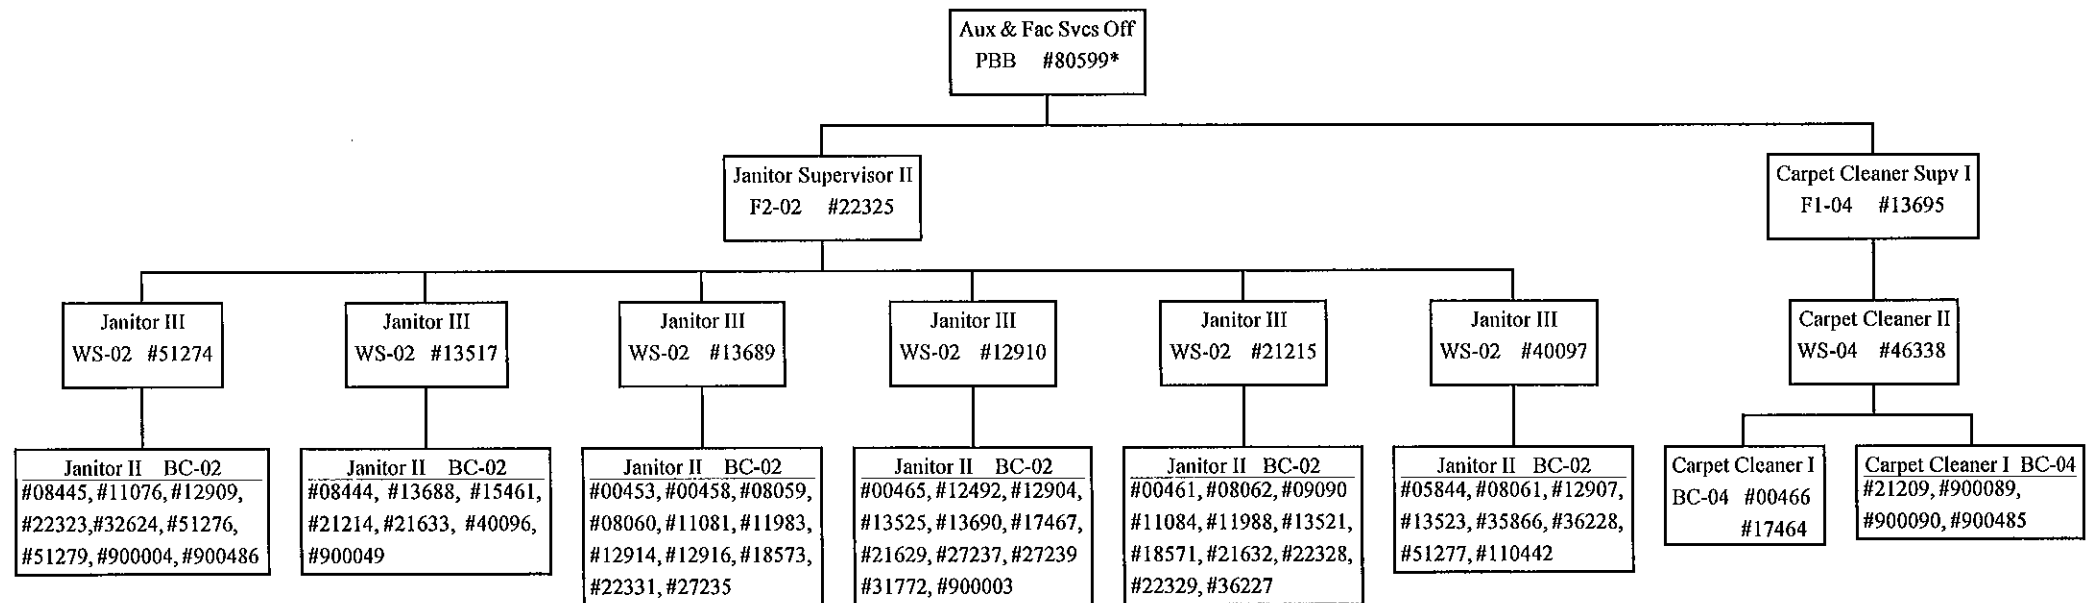 Aux & Fac Svcs Off
PBB #80599*
Janitor Supervisor II
F2-02 #22325
Carpet Cleaner Supv I
F1-04 #13695
Janitor III
WS-02 #51274
Janitor III
WS-02 #13517
Janitor III
WS-02 #13689
Janitor III
WS-02 #12910
Janitor III
WS-02 #21215
Janitor III
WS-02 #40097
Carpet Cleaner II
WS-04 #46338
Janitor II BC-02
#08445, #11076, #12909,
#22323,#32624, #51276,
#51279, #900004, #900486
Janitor II BC-02
#08444, #13688, #15461,
#21214, #21633, #40096,
#900049
Janitor II BC-02
#00453, #00458, #08059,
#08060, #11081, #11983,
#12914, #12916, #18573,
#22331, #27235
Janitor II BC-02
#00465, #12492, #12904,
#13525, #13690, #17467,
#21629, #27237, #27239
#31772, #900003
Janitor II BC-02
#00461, #08062, #09090
#11084, #11988, #13521,
#18571, #21632, #22328,
#22329, #36227
Janitor II BC-02
#05844, #08061, #12907,
#13523, #35866, #36228,
#51277, #110442
Carpet Cleaner I
BC-04 #00466
#17464
Carpet Cleaner I BC-04
#21209, #900089,
#900090, #900485